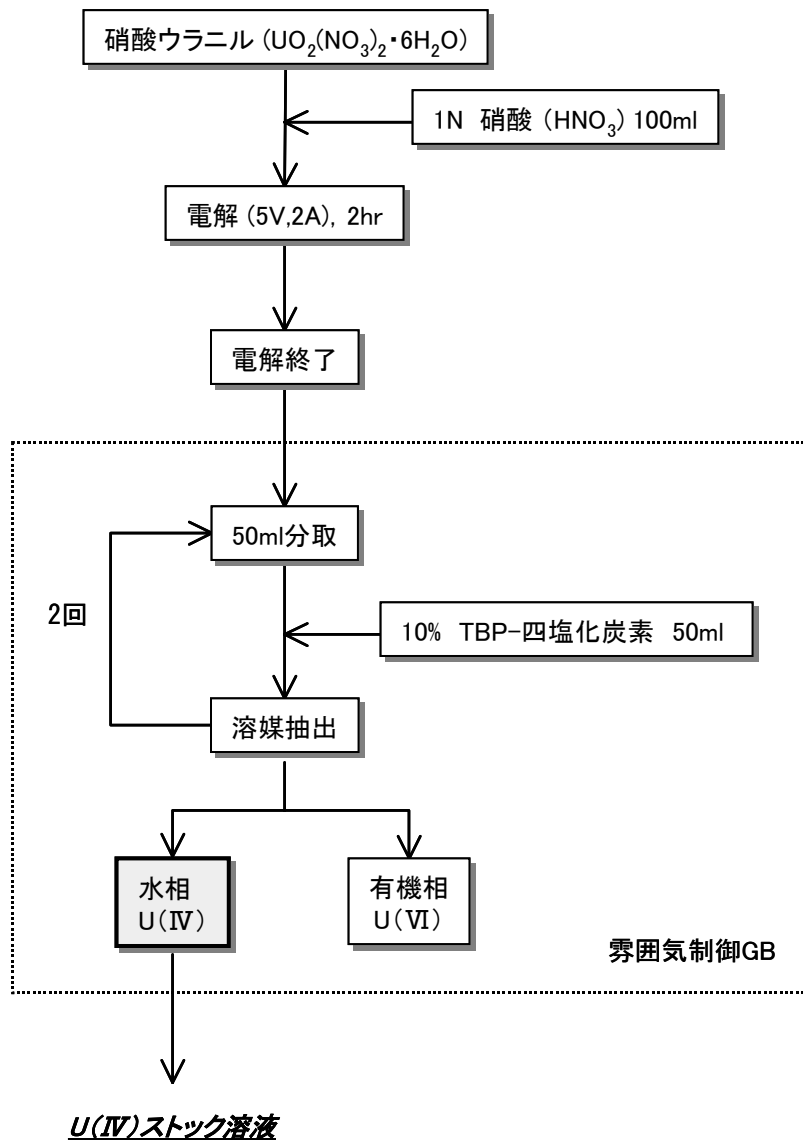 硝酸ウラニル (UO₂(NO₃)₂・6H₂O)
1N 硝酸 (HNO₃) 100ml
電解 (5V,2A), 2hr
電解終了
50ml分取
2回
10% TBP-四塩化炭素 50ml
溶媒抽出
水相
U(Ⅳ)
有機相
U(Ⅵ)
雰囲気制御GB
U(Ⅳ)ストック溶液